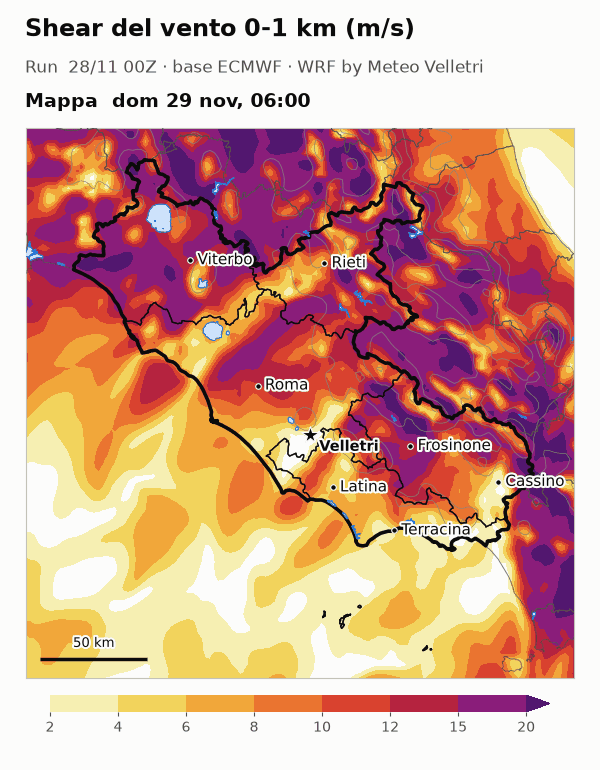 Shear del vento 0-1 km (m/s)
Run  28/11 00Z · base ECMWF · WRF by Meteo Velletri
Mappa  dom 29 nov, 06:00
Viterbo
Rieti
Roma
Velletri
Frosinone
Cassino
Latina
Terracina
50 km
2 4 6 8 10 12 15 20